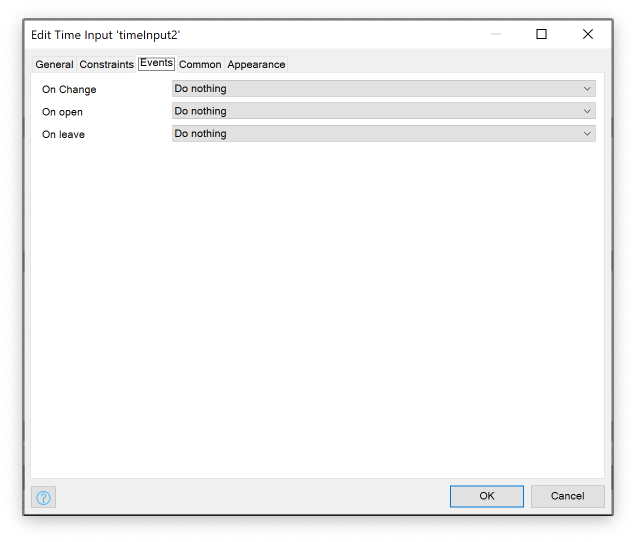 Edit Time Input 'timeInput2'
General Constraints Events Common Appearance
On Change Do nothing
On open Do nothing
On leave Do nothing
? OK Cancel